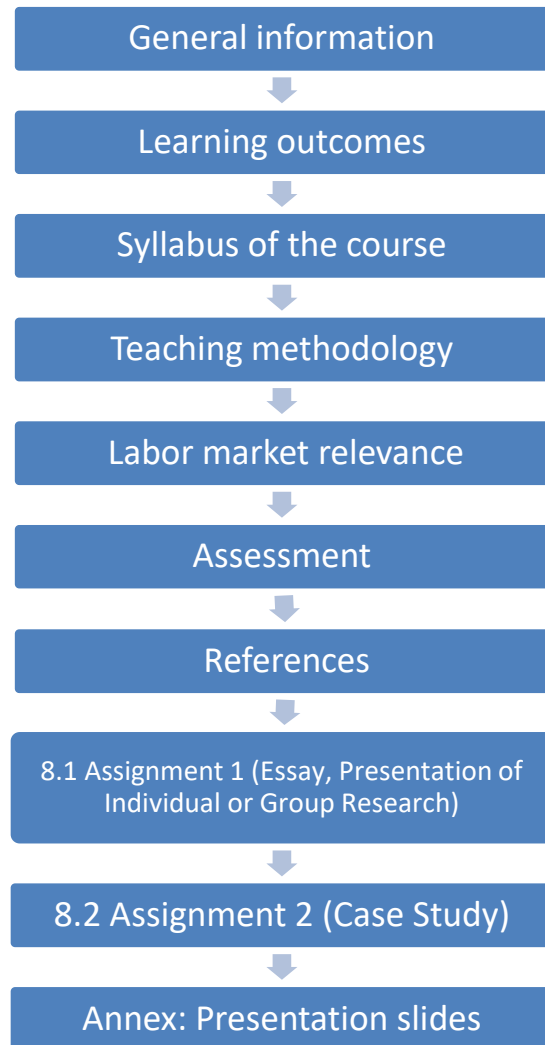 General information
Learning outcomes
Syllabus of the course
Teaching methodology
Labor market relevance
Assessment
References
8.1 Assignment 1 (Essay, Presentation of
Individual or Group Research)
8.2 Assignment 2 (Case Study)
Annex: Presentation slides